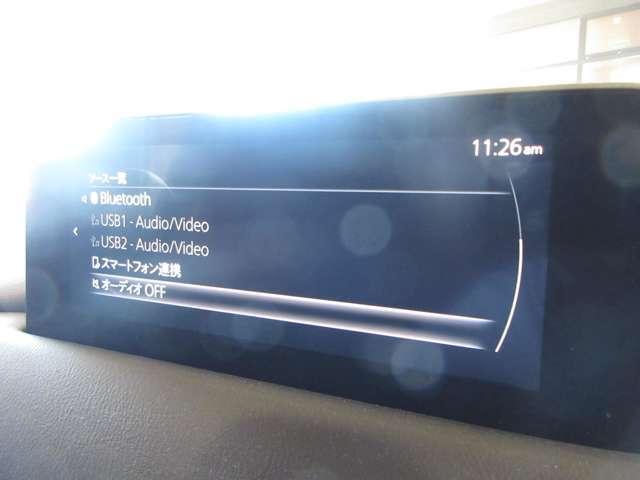 11:26am
ソース一覧
Bluetooth
USB1 - Audio/Video
USB2 - Audio/Video
スマートフォン連携
オーディオ OFF